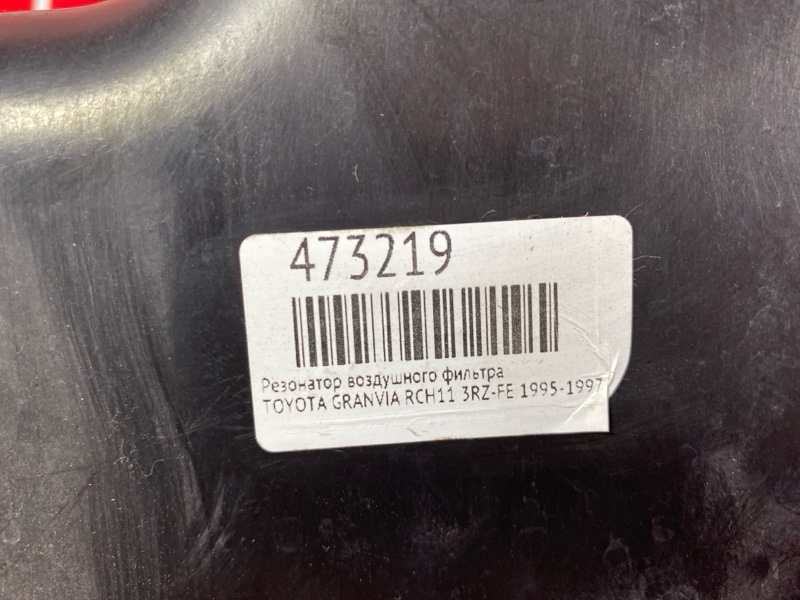 473219
Резонатор воздушного фильтра
TOYOTA GRANVIA RCH11 3RZ-FE 1995-1997